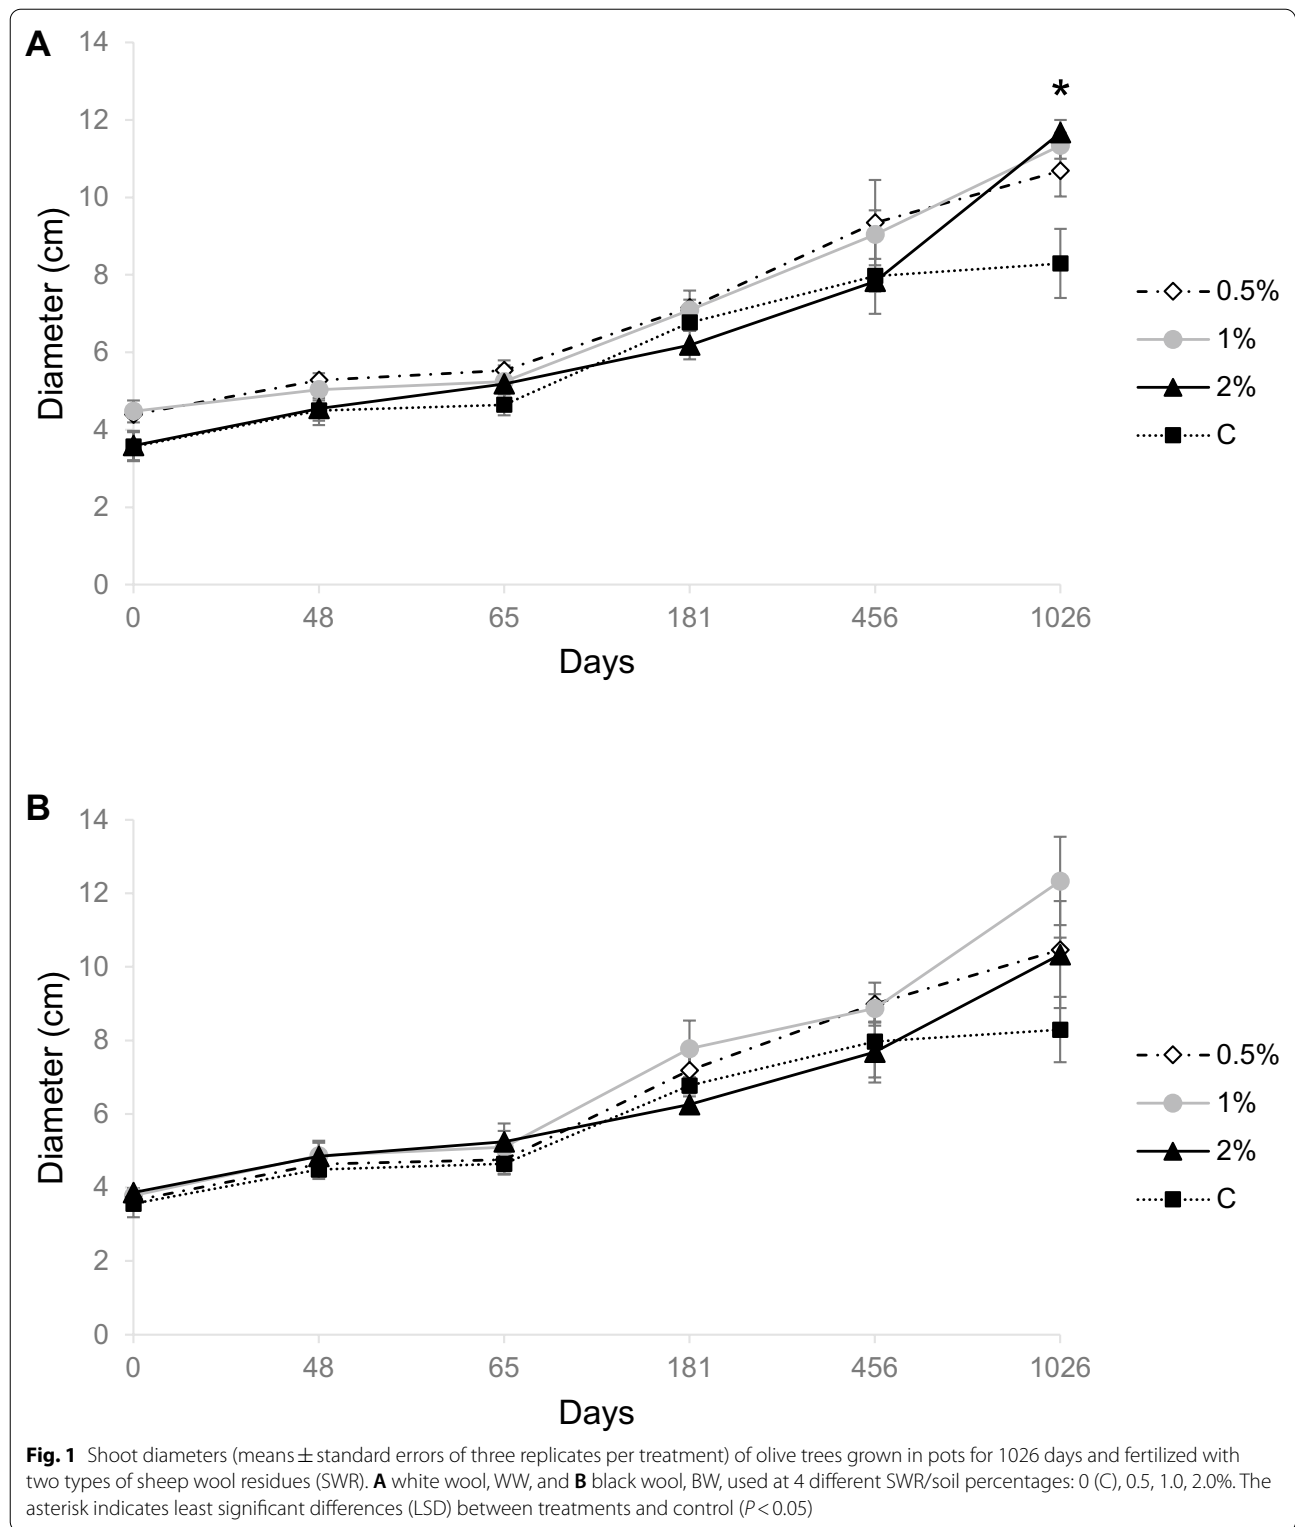 A
14
12
10
8
6
4
2
0
Diameter (cm)
*
0 48 65 181 456 1026
Days
0.5%
1%
2%
C
B
14
12
10
8
6
4
2
0
Diameter (cm)
0 48 65 181 456 1026
Days
0.5%
1%
2%
C
Fig. 1 Shoot diameters (means ± standard errors of three replicates per treatment) of olive trees grown in pots for 1026 days and fertilized with
two types of sheep wool residues (SWR). A white wool, WW, and B black wool, BW, used at 4 different SWR/soil percentages: 0 (C), 0.5, 1.0, 2.0%. The
asterisk indicates least significant differences (LSD) between treatments and control (P < 0.05)